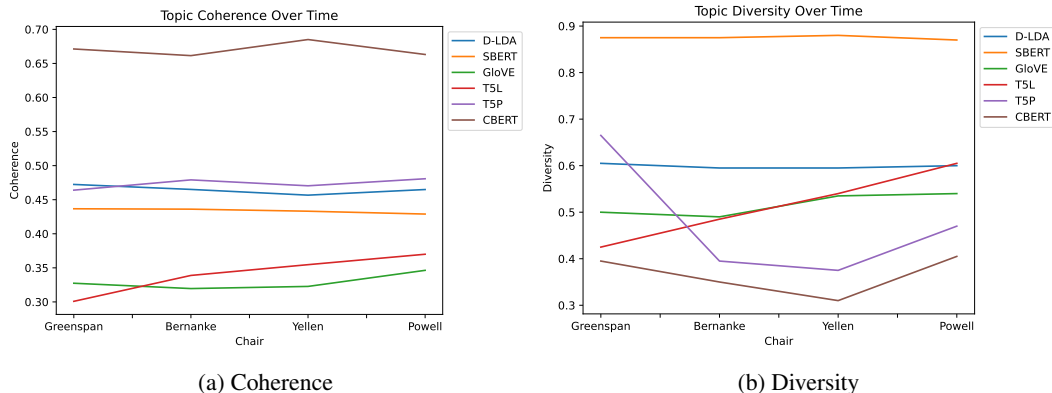 Topic Coherence Over Time
0.70
0.65
0.60
0.55
0.50
0.45
0.40
0.35
0.30
Coherence
Greenspan
Bernanke
Yellen
Powell
Chair
D-LDA
SBERT
GloVE
T5L
T5P
CBERT
(a) Coherence
Topic Diversity Over Time
0.9
0.8
0.7
0.6
0.5
0.4
0.3
Diversity
Greenspan
Bernanke
Yellen
Powell
Chair
D-LDA
SBERT
GloVE
T5L
T5P
CBERT
(b) Diversity